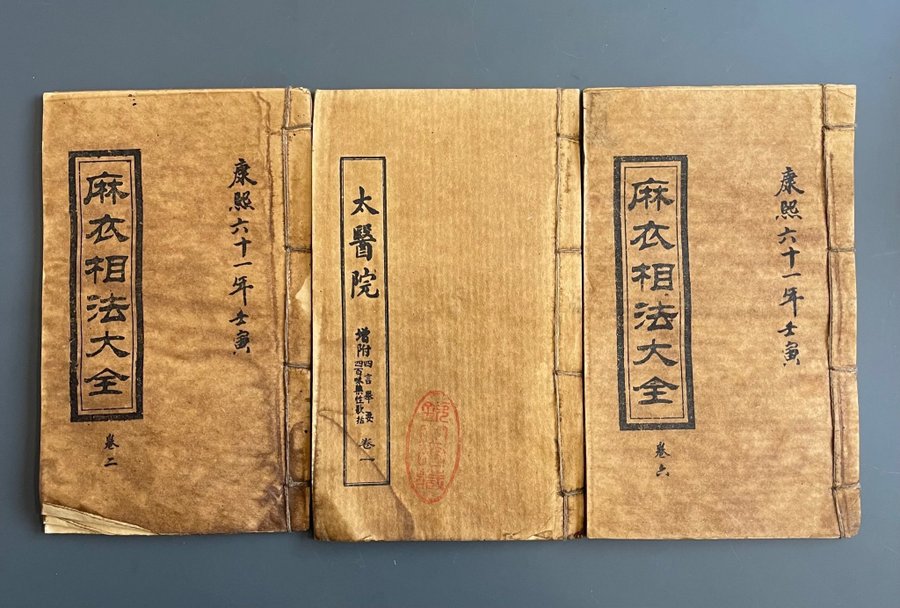 康熙六十一年壬寅
麻衣相法大全
卷二
太醫院
增附四言舉要
四百味藥性歌括
卷一
康熙六十一年壬寅
麻衣相法大全
卷六